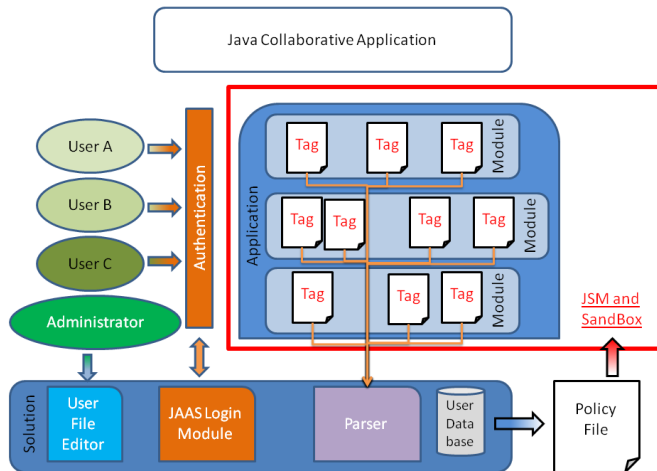 Java Collaborative Application
User A
User B
User C
Administrator
Authentication
Application
Tag
Tag
Tag
Module
Tag
Tag
Tag
Tag
Module
Tag
Tag
Tag
Module
JSM and
SandBox
Solution
User
File
Editor
JAAS Login
Module
Parser
User
Data
base
Policy
File